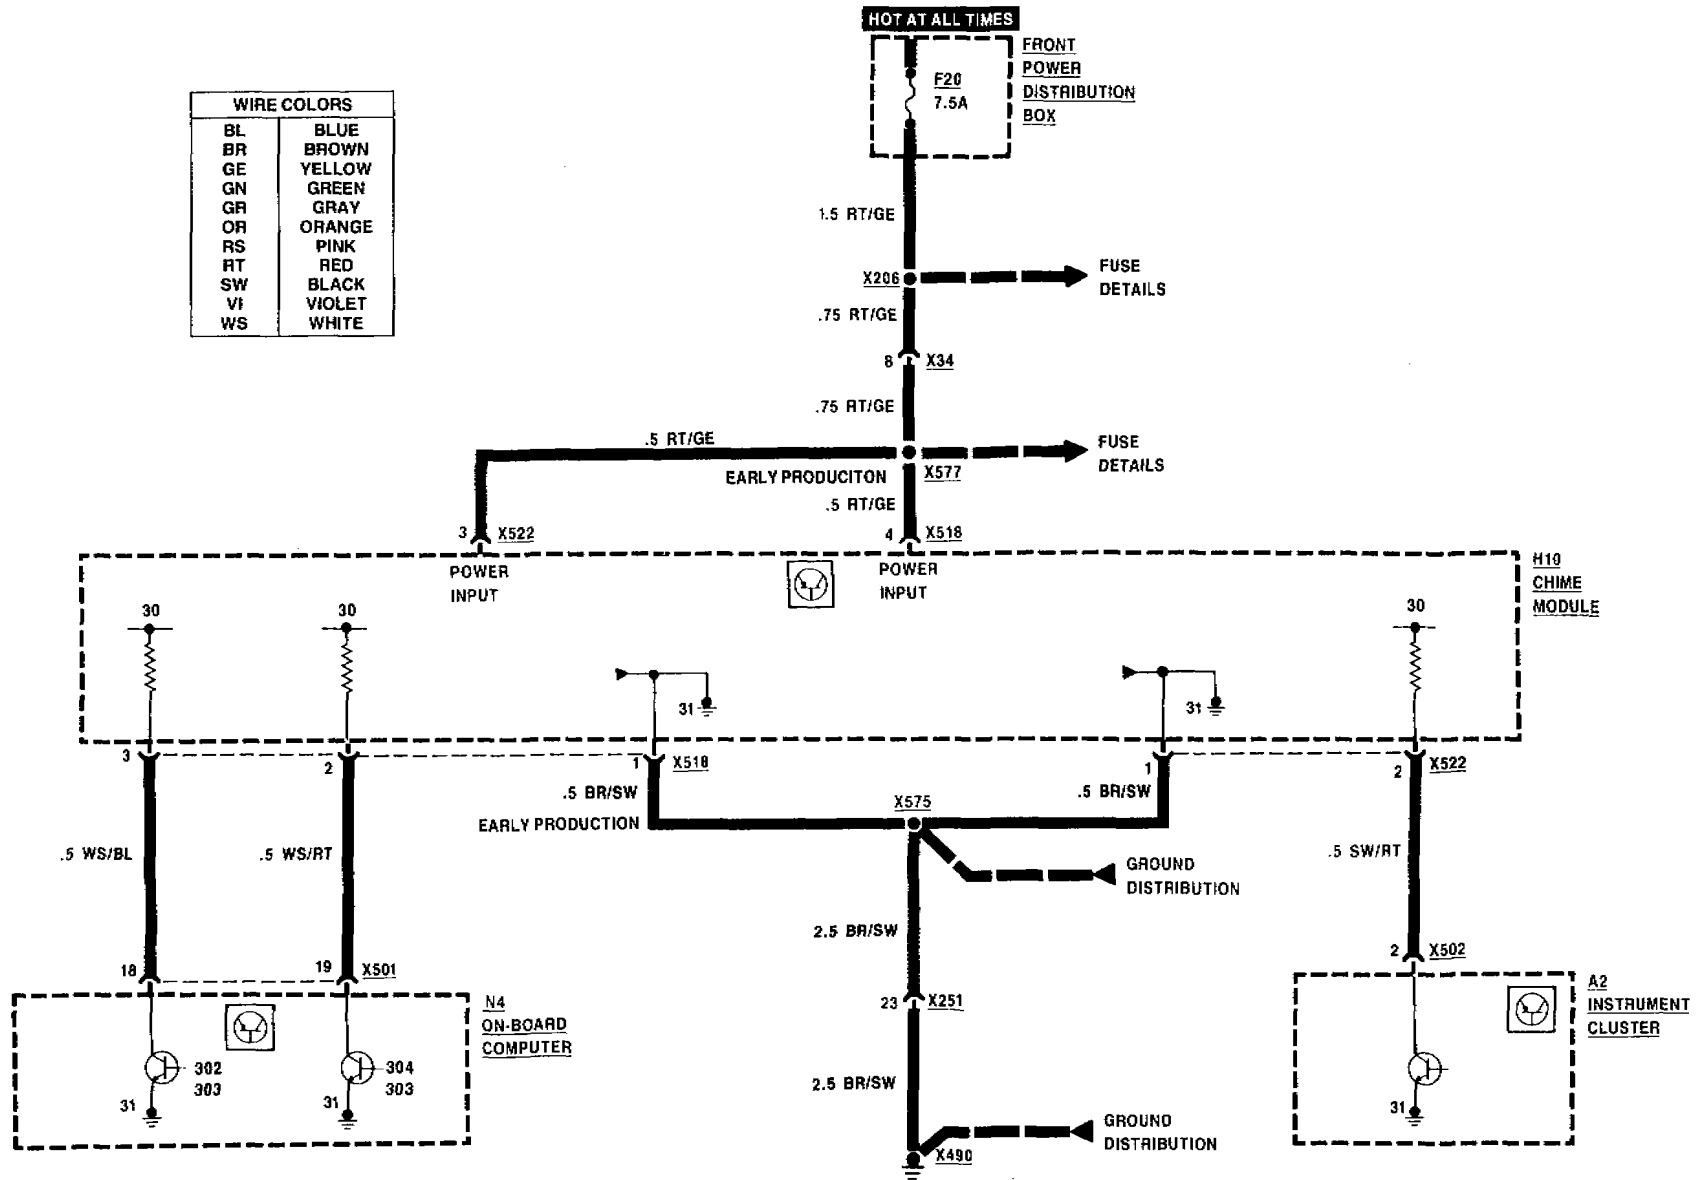 HOT AT ALL TIMES
FRONT
POWER
DISTRIBUTION
BOX
F20
7.5A
WIRE COLORS
BL BLUE
BR BROWN
GE YELLOW
GN GREEN
GR GRAY
OR ORANGE
RS PINK
RT RED
SW BLACK
VI VIOLET
WS WHITE
1.5 RT/GE
X206
FUSE
DETAILS
.75 RT/GE
8 X34
.75 RT/GE
.5 RT/GE
FUSE
DETAILS
EARLY PRODUCITON
X577
.5 RT/GE
3 X522
4 X518
POWER
INPUT
POWER
INPUT
H10
CHIME
MODULE
30
30
30
31
31
3
2
1 X518
1
2 X522
.5 BR/SW
.5 BR/SW
X575
EARLY PRODUCTION
.5 WS/BL
.5 WS/RT
.5 SW/RT
GROUND
DISTRIBUTION
2.5 BR/SW
2 X502
18
19 X501
23 X251
N4
ON-BOARD
COMPUTER
A2
INSTRUMENT
CLUSTER
302
303
304
303
31
31
31
2.5 BR/SW
GROUND
DISTRIBUTION
X490